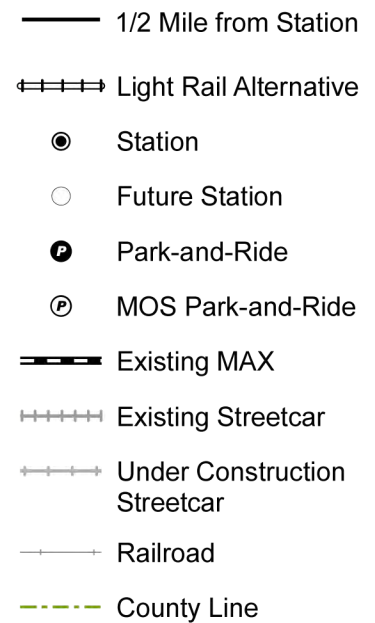 1/2 Mile from Station
Light Rail Alternative
Station
Future Station
P Park-and-Ride
P MOS Park-and-Ride
Existing MAX
Existing Streetcar
Under Construction
Streetcar
Railroad
County Line